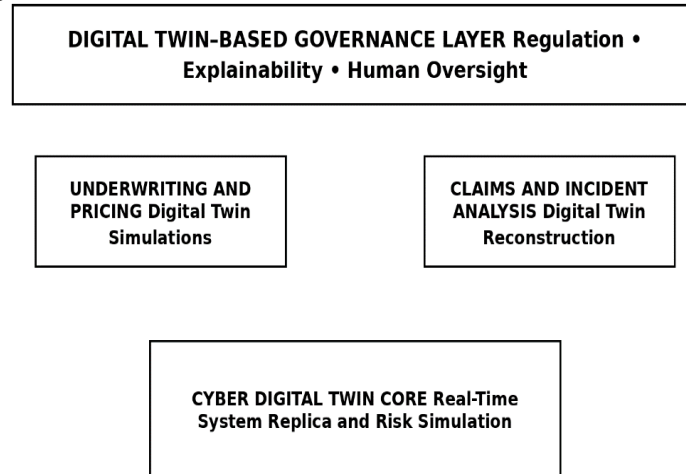 DIGITAL TWIN–BASED GOVERNANCE LAYER Regulation •
Explainability • Human Oversight
UNDERWRITING AND
PRICING Digital Twin
Simulations
CLAIMS AND INCIDENT
ANALYSIS Digital Twin
Reconstruction
CYBER DIGITAL TWIN CORE Real-Time
System Replica and Risk Simulation